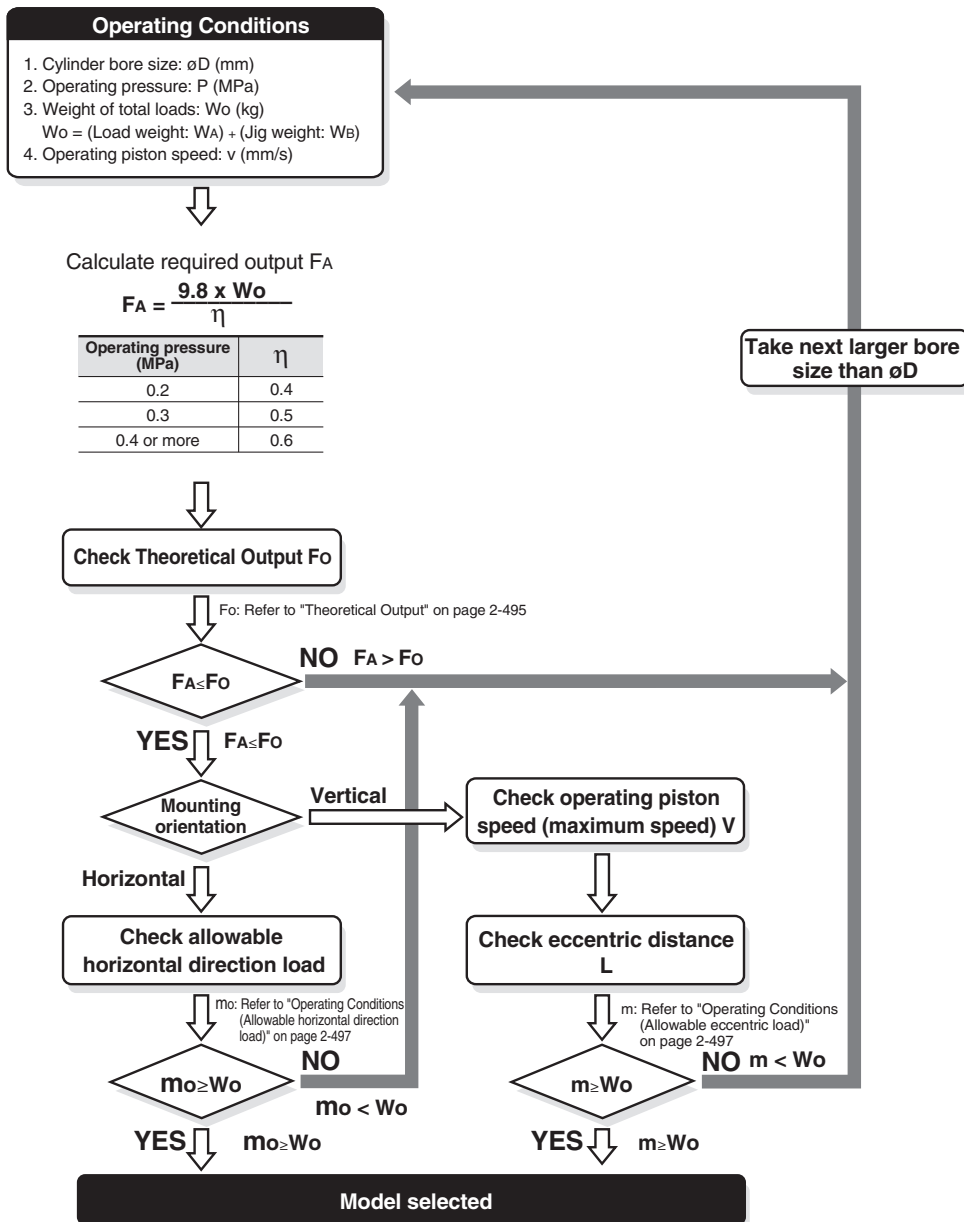 Operating Conditions
1. Cylinder bore size: øD (mm)
2. Operating pressure: P (MPa)
3. Weight of total loads: Wo (kg)
Wo = (Load weight: WA) + (Jig weight: WB)
4. Operating piston speed: v (mm/s)
Calculate required output FA
FA = 9.8 x Wo
η
Operating pressure (MPa) η
0.2 0.4
0.3 0.5
0.4 or more 0.6
Take next larger bore
size than øD
Check Theoretical Output FO
Fo: Refer to "Theoretical Output" on page 2-495
FA≤FO
NO FA > FO
YES FA≤FO
Mounting
orientation
Vertical
Check operating piston
speed (maximum speed) V
Horizontal
Check allowable
horizontal direction load
Check eccentric distance
L
mo: Refer to "Operating Conditions
(Allowable horizontal direction
load)" on page 2-497
m: Refer to "Operating Conditions
(Allowable eccentric load)"
on page 2-497
mo≥Wo
NO
mo < Wo
m≥Wo
NO m < Wo
YES mo≥Wo
YES m≥Wo
Model selected